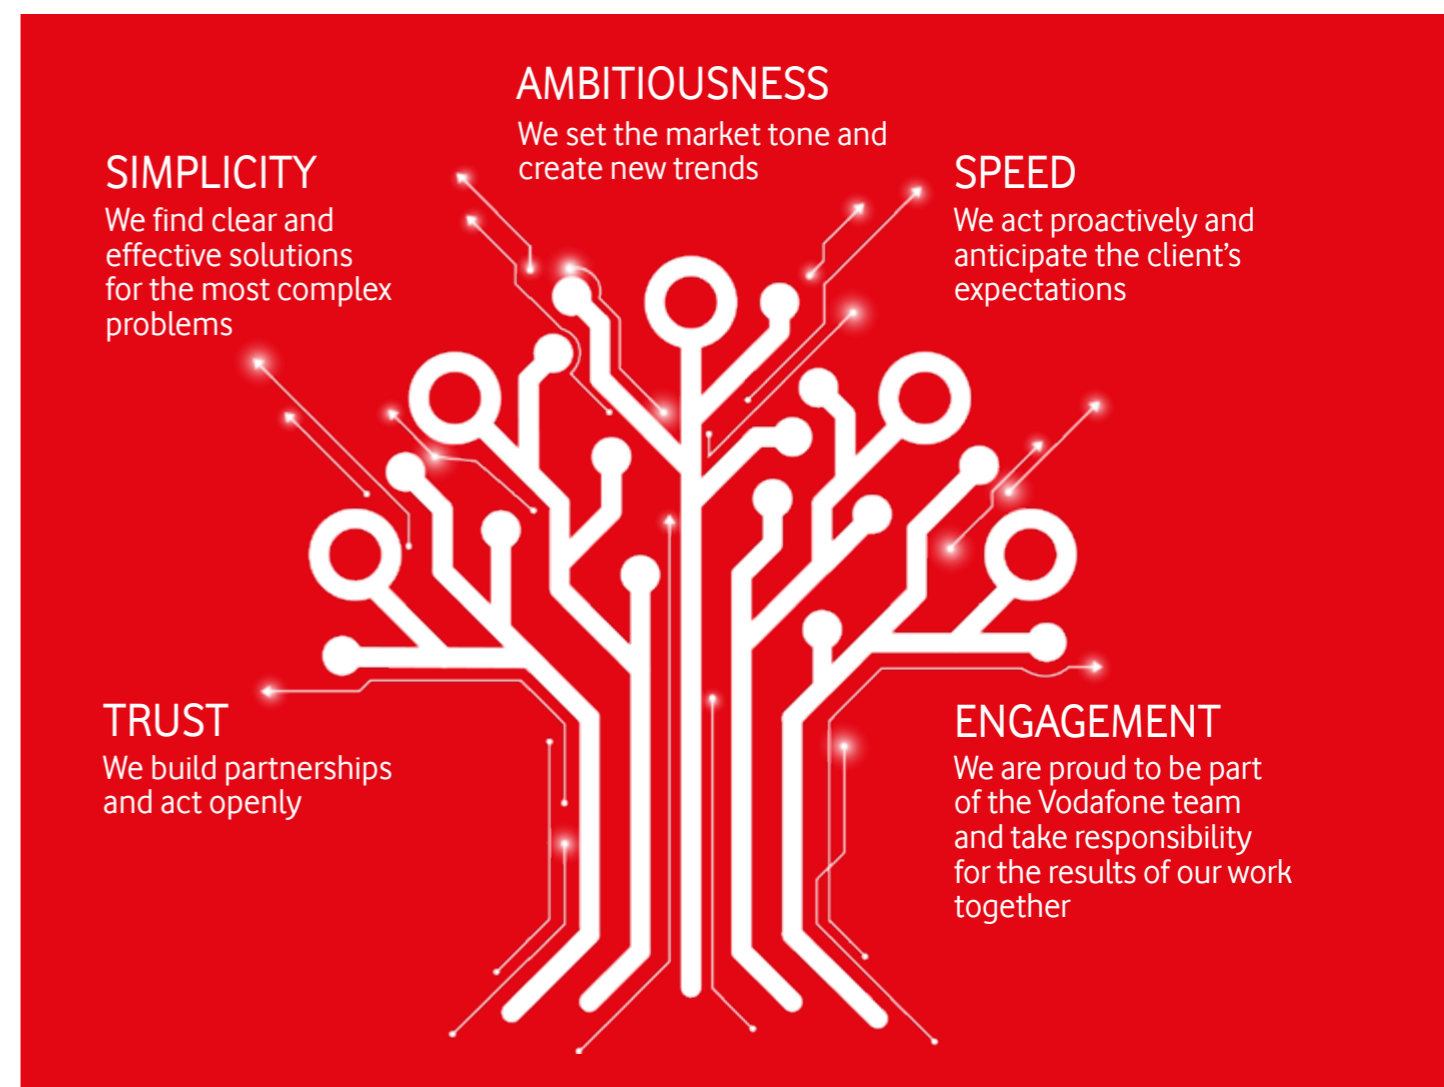 AMBITIOUSNESS
We set the market tone and
create new trends
SIMPLICITY
We find clear and
effective solutions
for the most complex
problems
SPEED
We act proactively and
anticipate the client's
expectations
TRUST
We build partnerships
and act openly
ENGAGEMENT
We are proud to be part
of the Vodafone team
and take responsibility
for the results of our work
together